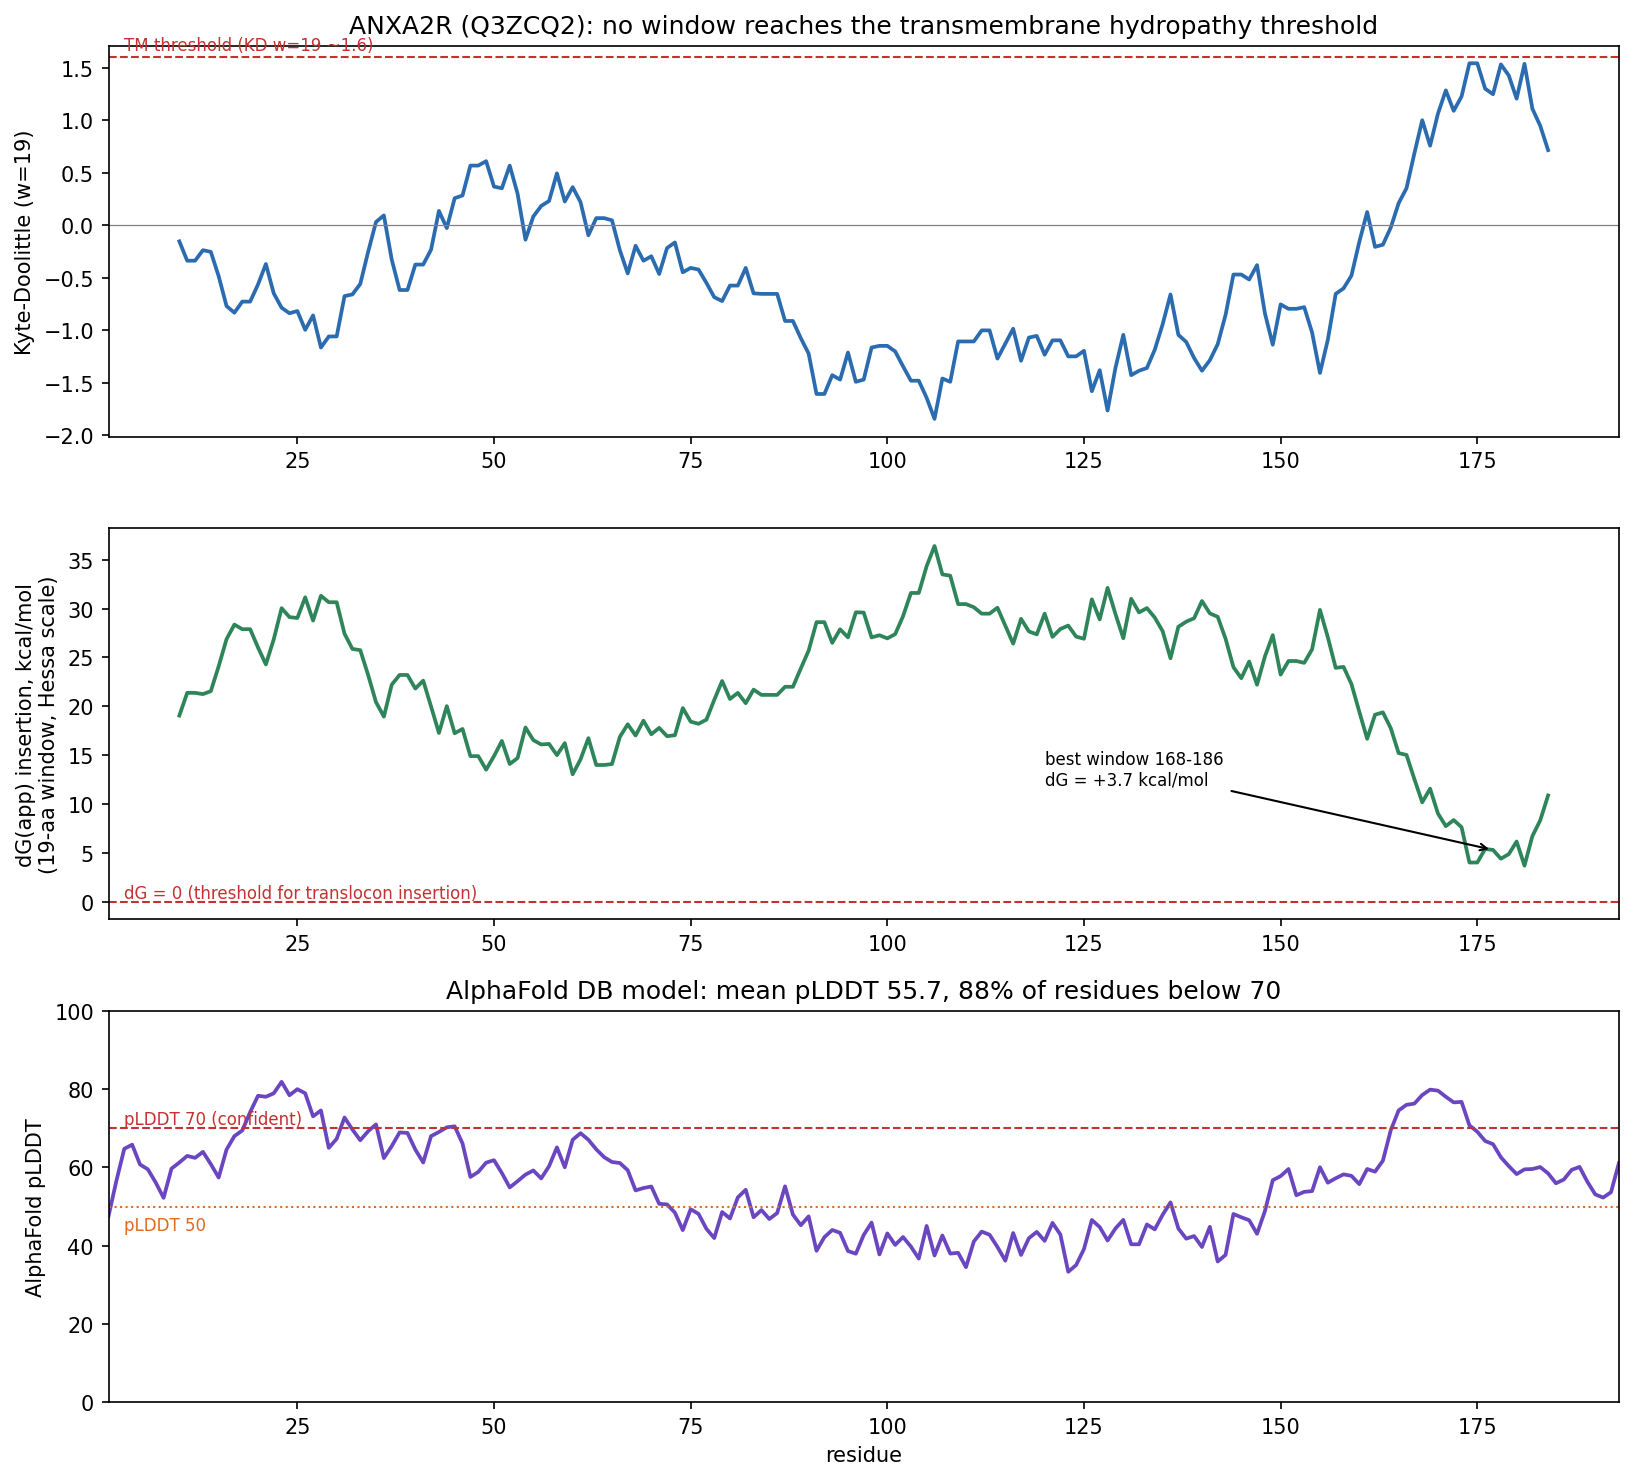 ANXA2R (Q3ZCQ2): no window reaches the transmembrane hydropathy threshold
TM threshold (KD w=19 ~1.6)
Kyte-Doolittle (w=19)
1.5
1.0
0.5
0.0
−0.5
−1.0
−1.5
−2.0
25 50 75 100 125 150 175
dG(app) insertion, kcal/mol
(19-aa window, Hessa scale)
35
30
25
20
15
10
5
0
best window 168-186
dG = +3.7 kcal/mol
dG = 0 (threshold for translocon insertion)
25 50 75 100 125 150 175
AlphaFold DB model: mean pLDDT 55.7, 88% of residues below 70
AlphaFold pLDDT
100
80
60
40
20
0
pLDDT 70 (confident)
pLDDT 50
25 50 75 100 125 150 175
residue